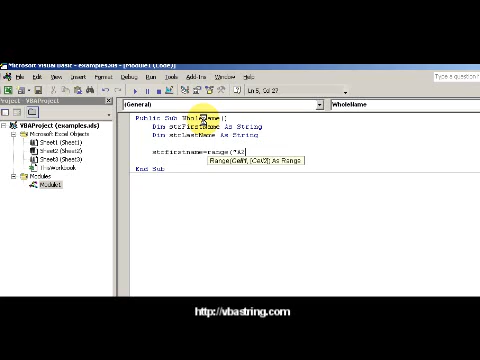 Microsoft Visual Basic - examples.xls - [Module1 (Code)]
File Edit View Insert Format Debug Run Tools Add-Ins Window Help
Type a question
Ln 5, Col 27
Project - VBAProject
(General)
WholeName
VBAProject (examples.xls)
Microsoft Excel Objects
Sheet1 (Sheet1)
Sheet2 (Sheet2)
Sheet3 (Sheet3)
ThisWorkbook
Modules
Module1
Public Sub WholeName()
Dim strFirstName As String
Dim strLastName As String
strfirstname=range("A2
Range(Cell1, [Cell2]) As Range
End Sub
http://vbastring.com